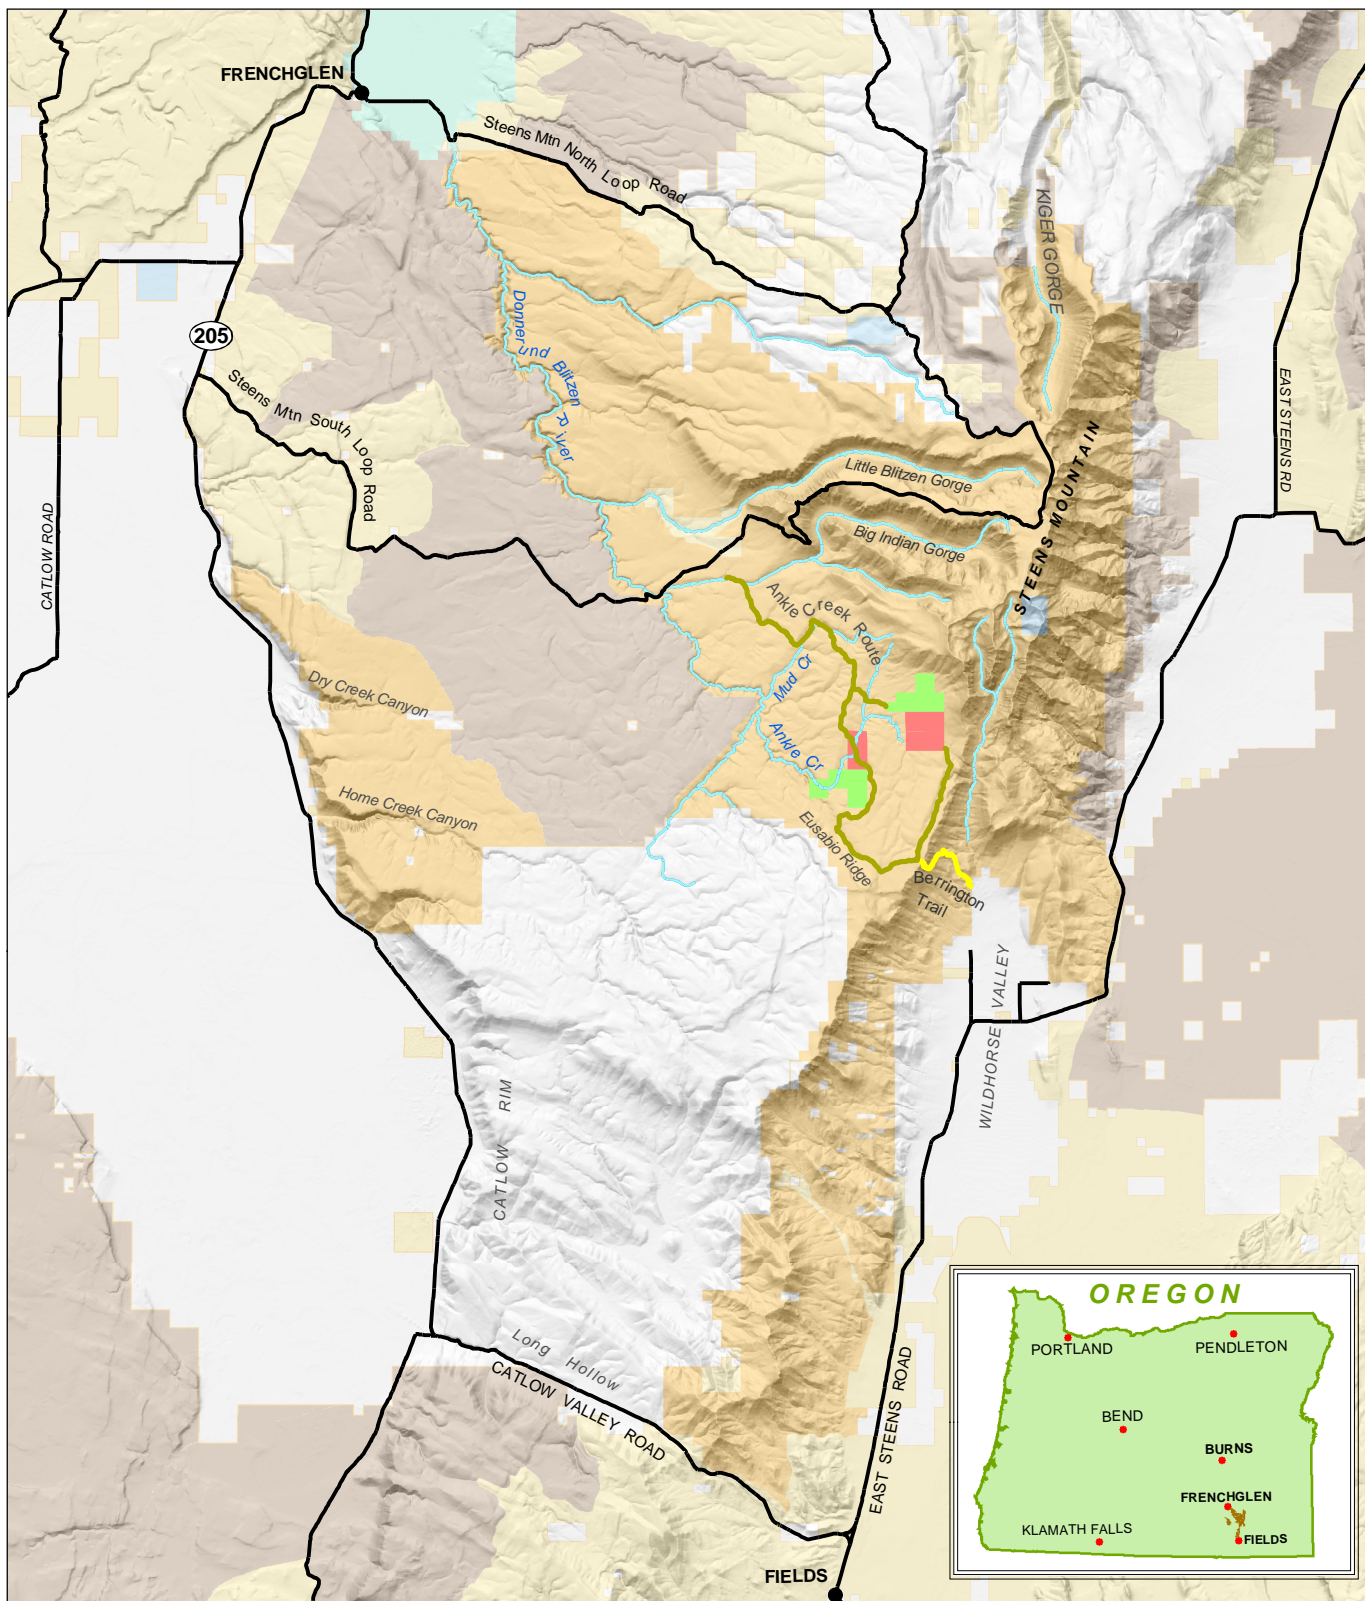 FRENCHGLEN
Steens Mtn North Loop Road
KIGER GORGE
205
Donner und Blitzen River
Steens Mtn South Loop Road
EAST STEENS RD
CATLOW ROAD
Little Blitzen Gorge
Big Indian Gorge
STEENS MOUNTAIN
Ankle Creek Route
Mud Cr
Dry Creek Canyon
Ankle Cr
Home Creek Canyon
Eusabio Ridge
Berrington
Trail
WILDHORSE VALLEY
CATLOW RIM
Long Hollow
CATLOW VALLEY ROAD
EAST STEENS ROAD
FIELDS
OREGON
PORTLAND
PENDLETON
BEND
BURNS
FRENCHGLEN
KLAMATH FALLS
FIELDS